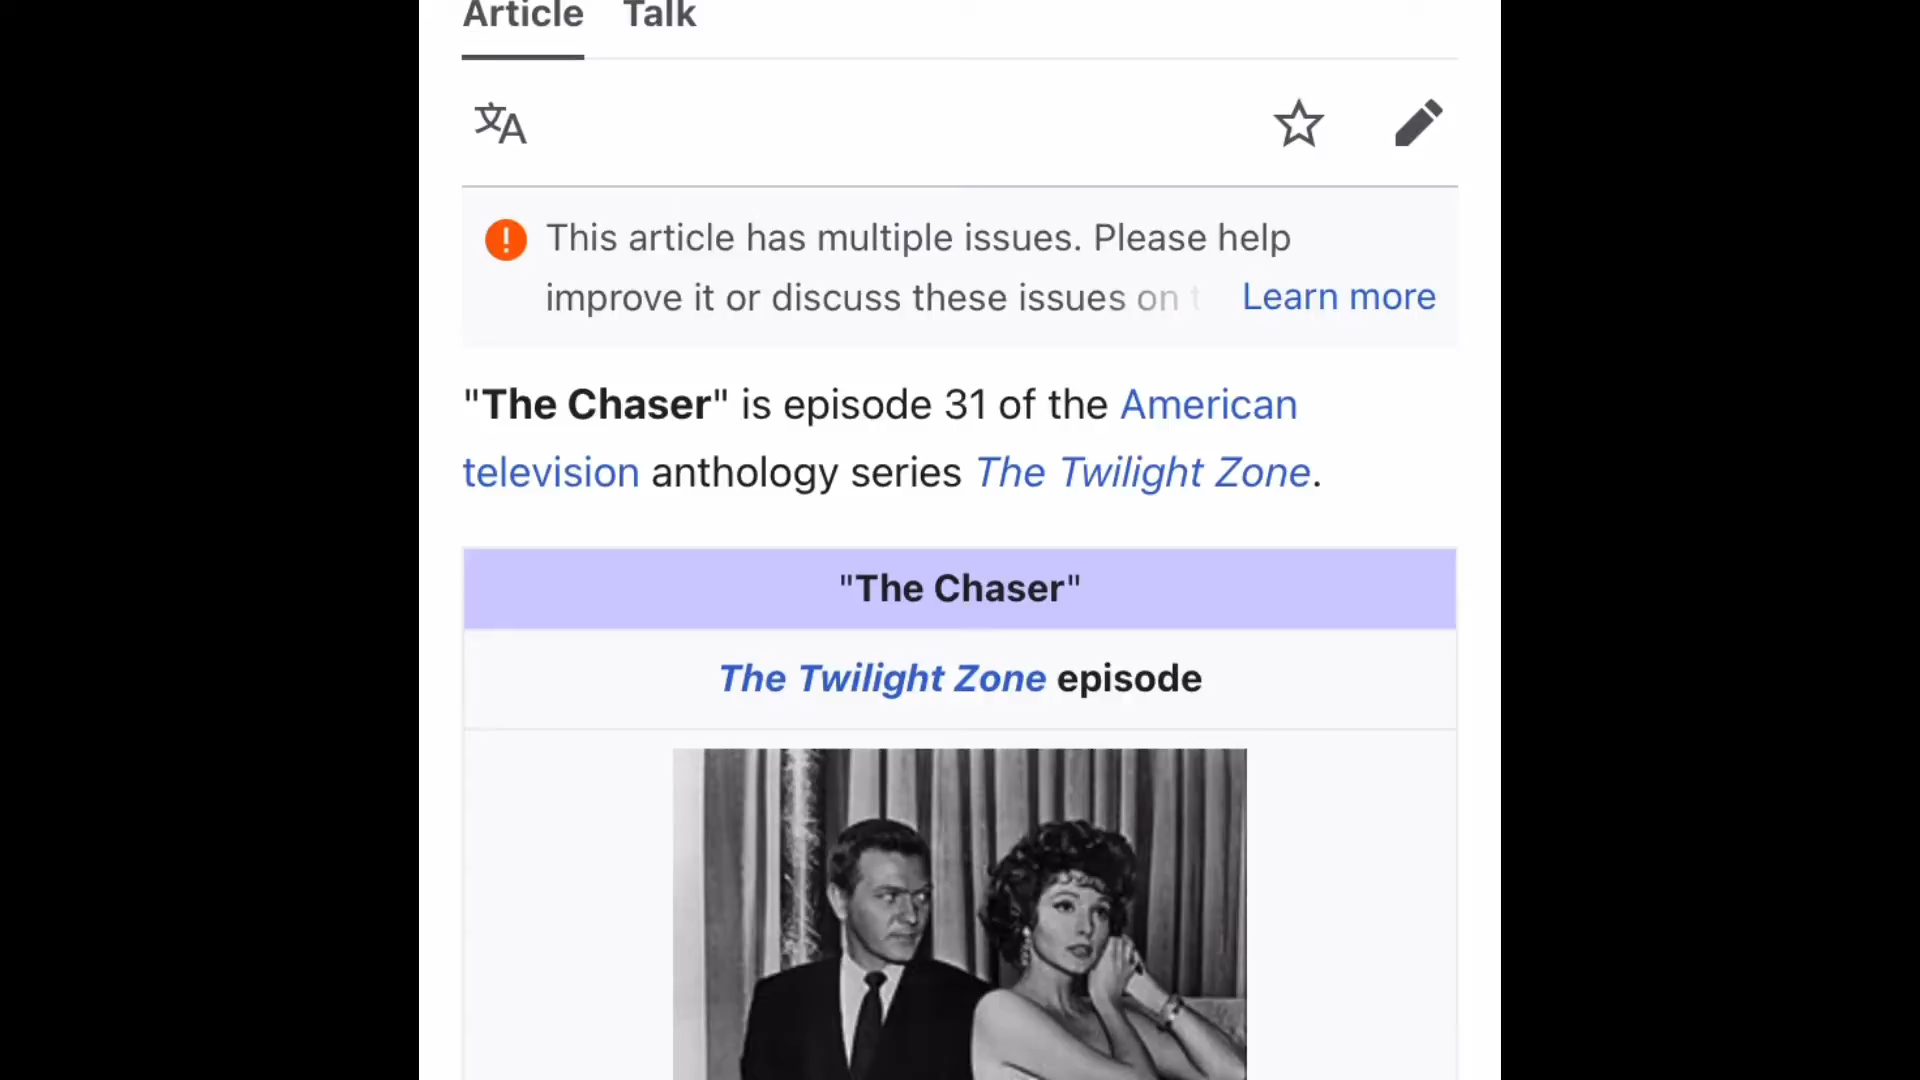 Article Talk
This article has multiple issues. Please help
improve it or discuss these issues on t Learn more
"The Chaser" is episode 31 of the American
television anthology series The Twilight Zone.
"The Chaser"
The Twilight Zone episode